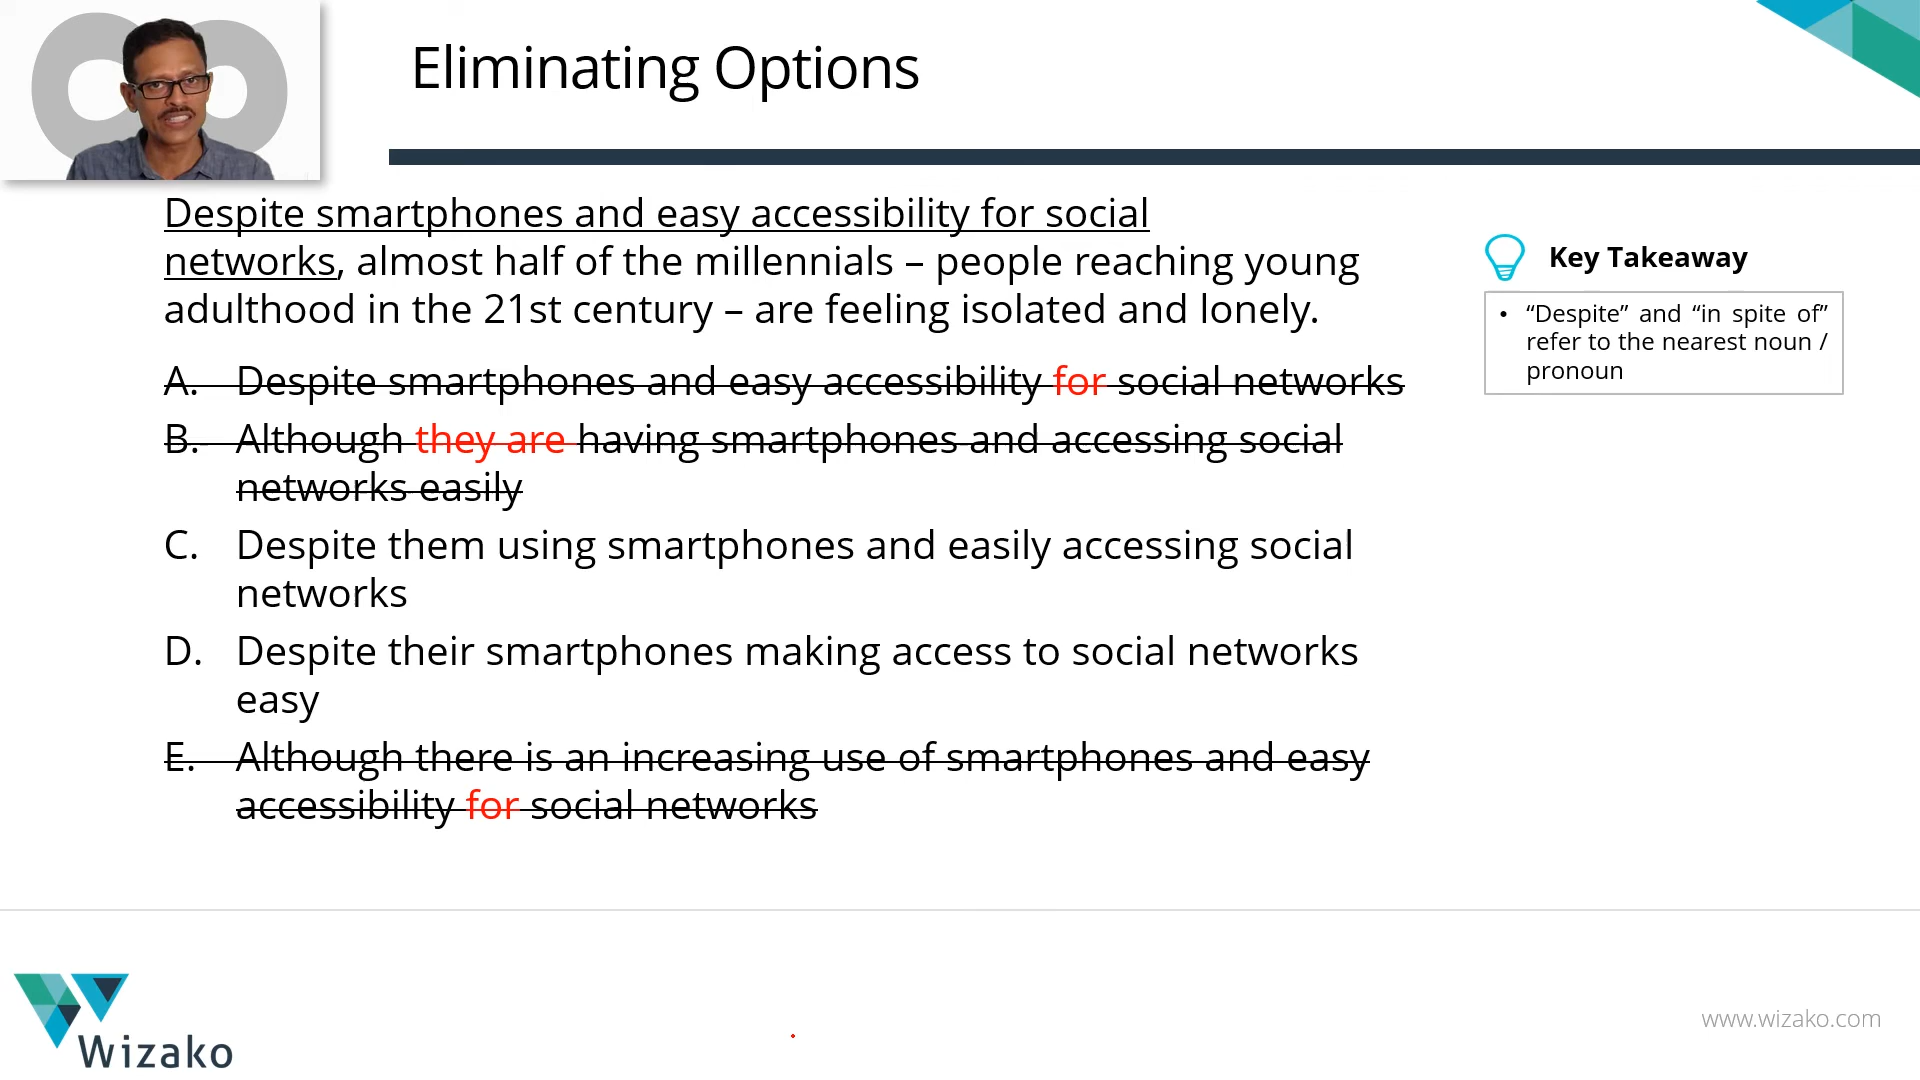 Eliminating Options
Despite smartphones and easy accessibility for social
networks, almost half of the millennials – people reaching young
adulthood in the 21st century – are feeling isolated and lonely.
A. Despite smartphones and easy accessibility for social networks
B. Although they are having smartphones and accessing social
networks easily
C. Despite them using smartphones and easily accessing social
networks
D. Despite their smartphones making access to social networks
easy
E. Although there is an increasing use of smartphones and easy
accessibility for social networks
Key Takeaway
• “Despite” and “in spite of”
refer to the nearest noun /
pronoun
Wizako
www.wizako.com